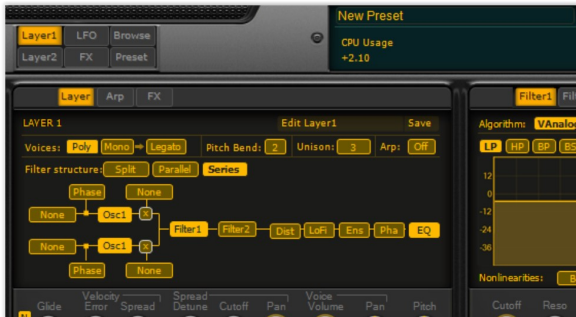 New Preset
Layer1 LFO Browse
CPU Usage
Layer2 FX Preset
+2.10
Layer Arp FX
Filter1
LAYER 1 Edit Layer1 Save
Algorithm:
Voices: Poly Mono Legato Pitch Bend: 2 Unison: 3 Arp: Off
LP HP BP BS
Filter structure: Split Parallel Series
Phase None
12
0
None Osc1 X
-12
Filter1 Filter2 Dist LoFi Ens Pha EQ
-24
None Osc1 X
-36
Phase None
Nonlinearities:
Velocity Spread Voice
Glide Error Spread Detune Cutoff Pan Volume Pan Pitch
Cutoff Reso
N